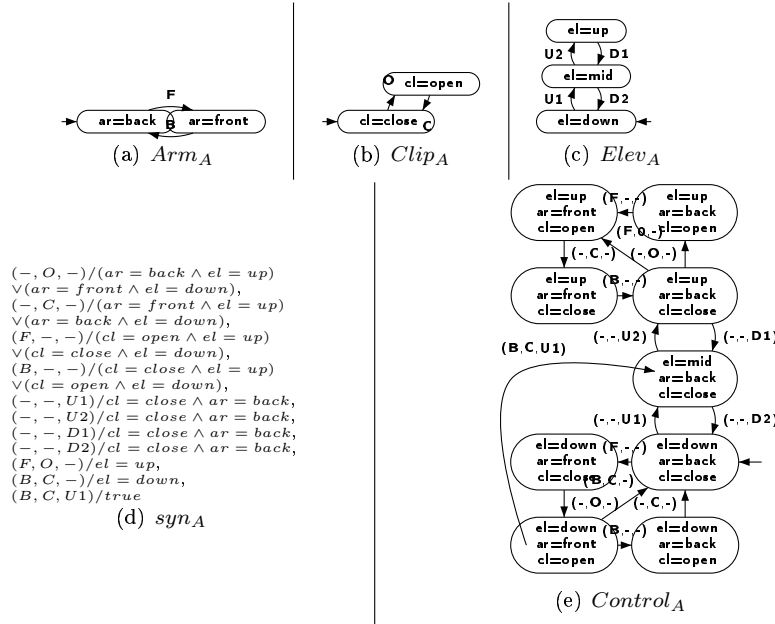 F
ar=back
B
ar=front
(a) Arm_A
O
cl=open
cl=close
C
(b) Clip_A
el=up
U2
D1
el=mid
U1
D2
el=down
(c) Elev_A
(−, O, −)/(ar = back ∧ el = up)
∨(ar = front ∧ el = down),
(−, C, −)/(ar = front ∧ el = up)
∨(ar = back ∧ el = down),
(F, −, −)/(cl = open ∧ el = up)
∨(cl = close ∧ el = down),
(B, −, −)/(cl = close ∧ el = up)
∨(cl = open ∧ el = down),
(−, −, U1)/cl = close ∧ ar = back,
(−, −, U2)/cl = close ∧ ar = back,
(−, −, D1)/cl = close ∧ ar = back,
(−, −, D2)/cl = close ∧ ar = back,
(F, O, −)/el = up,
(B, C, −)/el = down,
(B, C, U1)/true
(d) syn_A
el=up
ar=front
cl=open
(F,-,-)
el=up
ar=back
cl=open
(F,0,-)
(-,C,-)
(-,O,-)
el=up
ar=front
cl=close
(B,-,-)
el=up
ar=back
cl=close
(-,-,U2)
(-,-,D1)
(B,C,U1)
el=mid
ar=back
cl=close
(-,-,U1)
(-,-,D2)
el=down
ar=front
cl=close
(F,-,-)
el=down
ar=back
cl=close
(B,C,-)
(-,O,-)
(-,C,-)
el=down
ar=front
cl=open
(B,-,-)
el=down
ar=back
cl=open
(e) Control_A